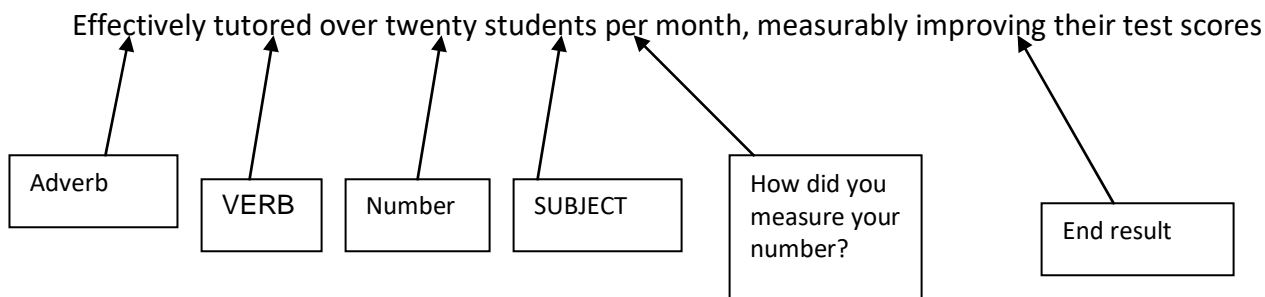 Effectively tutored over twenty students per month, measurably improving their test scores
Adverb
VERB
Number
SUBJECT
How did you
measure your
number?
End result